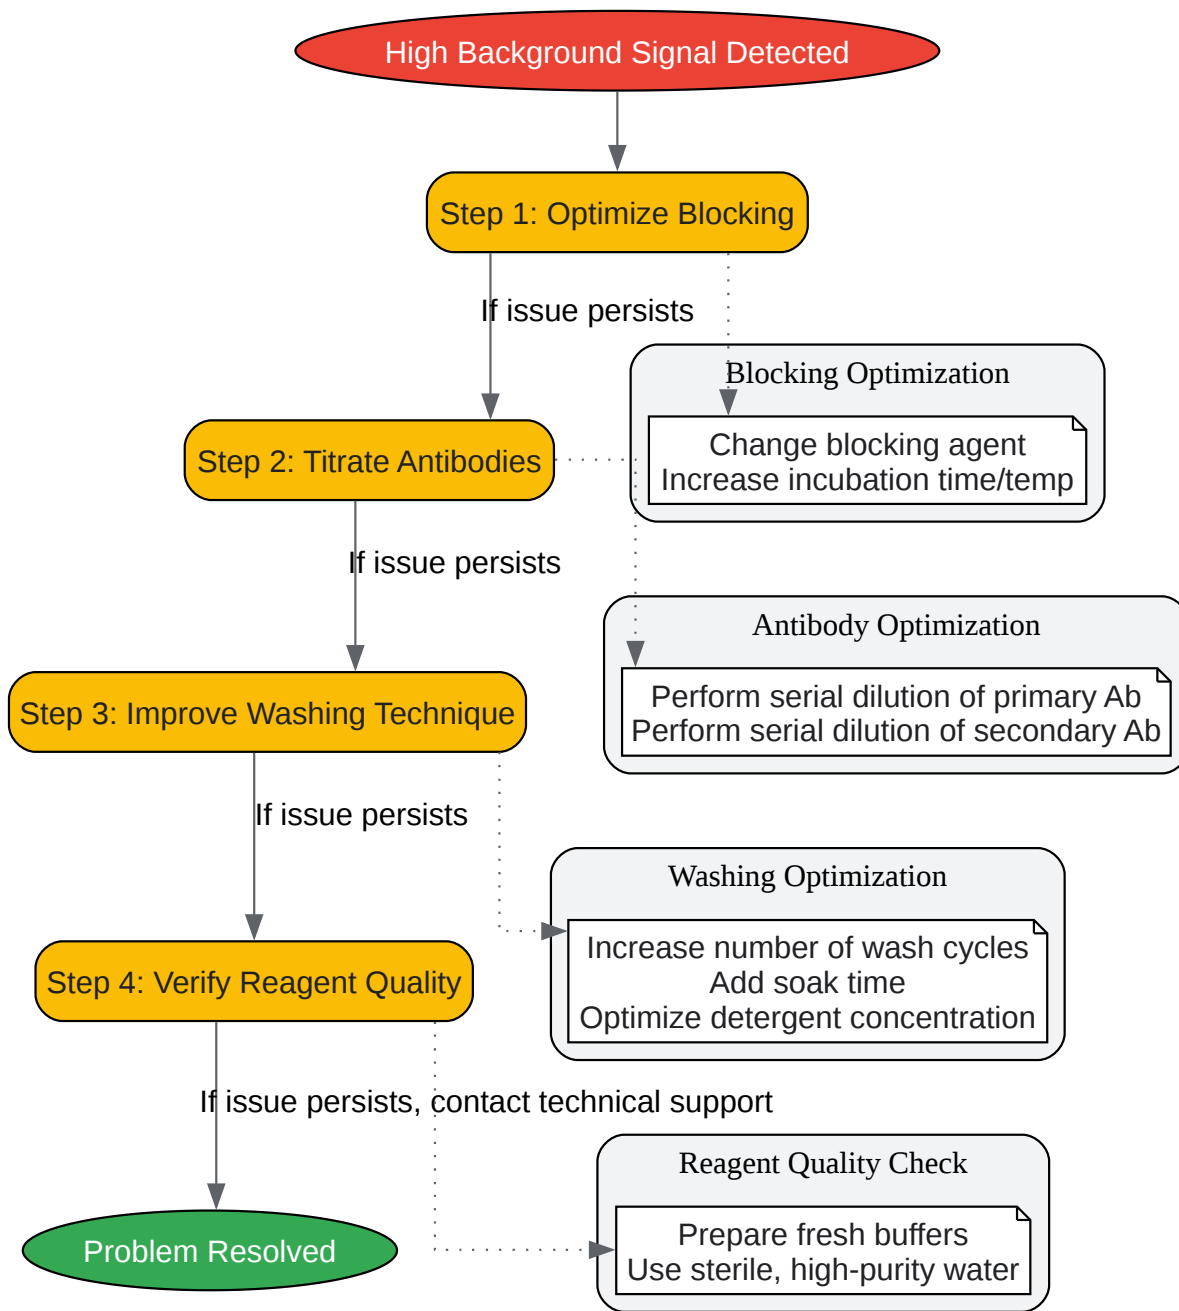 High Background Signal Detected
Step 1: Optimize Blocking
If issue persists
Blocking Optimization
Change blocking agent
Increase incubation time/temp
Step 2: Titrate Antibodies
If issue persists
Antibody Optimization
Perform serial dilution of primary Ab
Perform serial dilution of secondary Ab
Step 3: Improve Washing Technique
If issue persists
Washing Optimization
Increase number of wash cycles
Add soak time
Optimize detergent concentration
Step 4: Verify Reagent Quality
If issue persists, contact technical support
Reagent Quality Check
Prepare fresh buffers
Use sterile, high-purity water
Problem Resolved